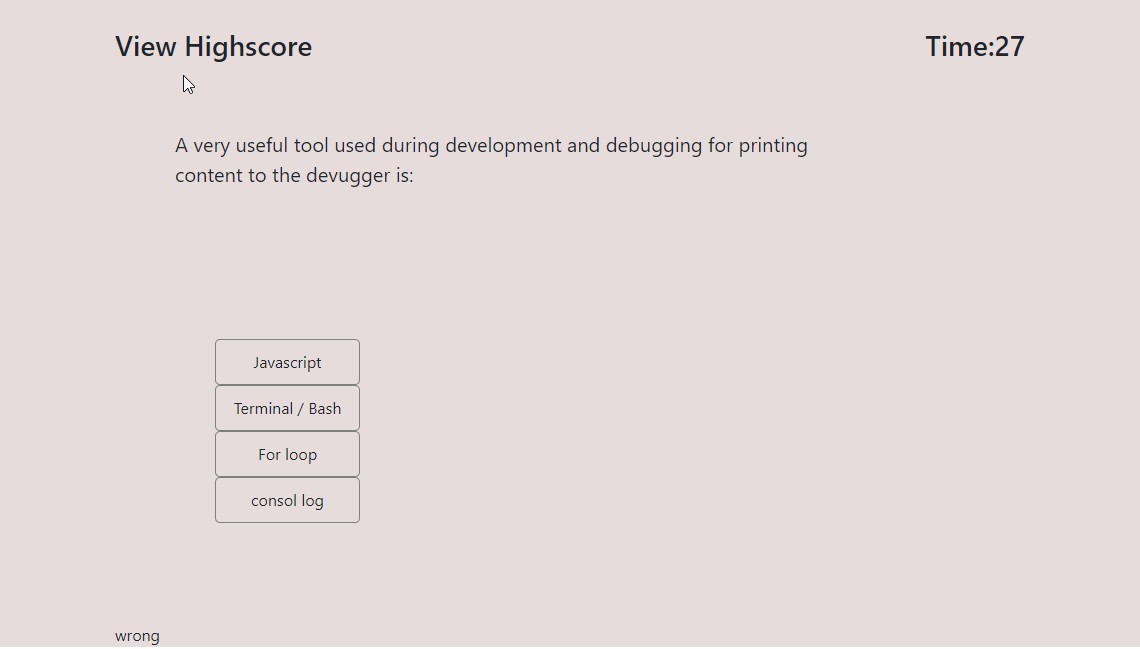 View Highscore
Time:27
A very useful tool used during development and debugging for printing
content to the devugger is:
Javascript
Terminal / Bash
For loop
consol log
wrong